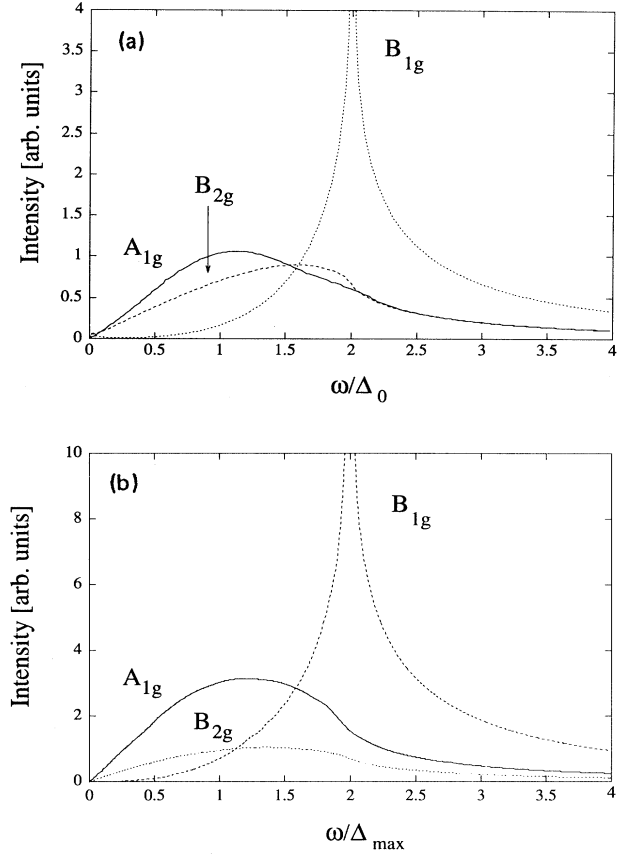 (a)
Intensity [arb. units]
4
3.5
3
2.5
2
1.5
1
0.5
0
B1g
B2g
A1g
0 0.5 1 1.5 2 2.5 3 3.5 4
ω/Δ0
(b)
Intensity [arb. units]
10
8
6
4
2
0
B1g
A1g
B2g
0 0.5 1 1.5 2 2.5 3 3.5 4
ω/Δmax